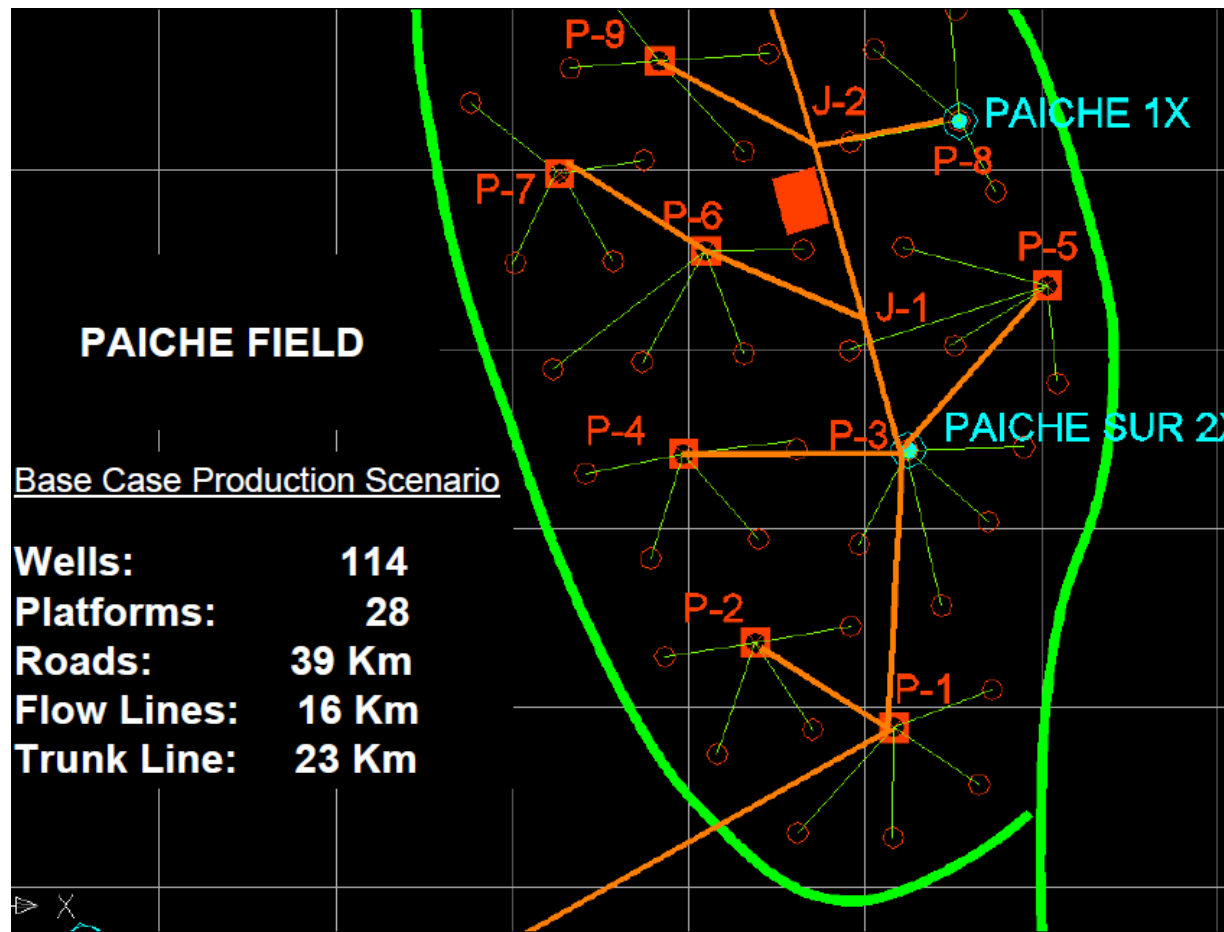 P-9
J-2
PAICHE 1X
P-8
P-7
P-6
P-5
J-1
PAICHE FIELD
P-4
P-3
PAICHE SUR 2X
Base Case Production Scenario
Wells: 114
Platforms: 28
Roads: 39 Km
Flow Lines: 16 Km
Trunk Line: 23 Km
P-2
P-1
X